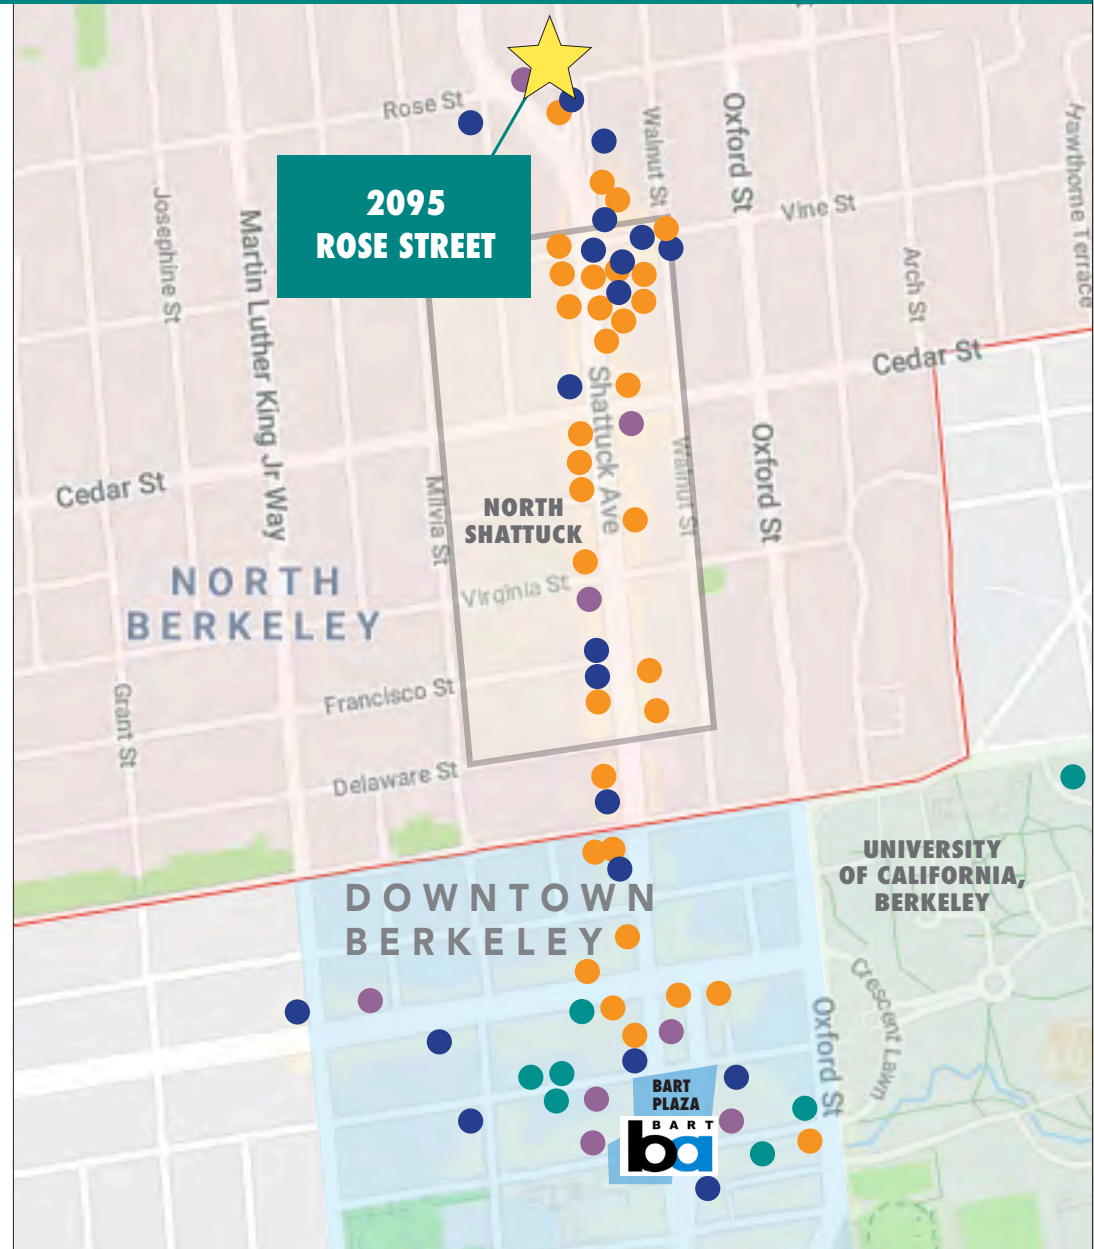 Rose St
Walnut St
Oxford St
Hawthorne Terrace
2095
ROSE STREET
Josephine St
Martin Luther King Jr Way
Vine St
Arch St
Cedar St
Shattuck Ave
Walnut St
Oxford St
Cedar St
Milvia St
NORTH
SHATTUCK
NORTH
BERKELEY
Virginia St
Francisco St
Grant St
Delaware St
UNIVERSITY
OF CALIFORNIA,
BERKELEY
DOWNTOWN
BERKELEY
Crescent Lawn
Oxford St
BART
PLAZA
BART
ba